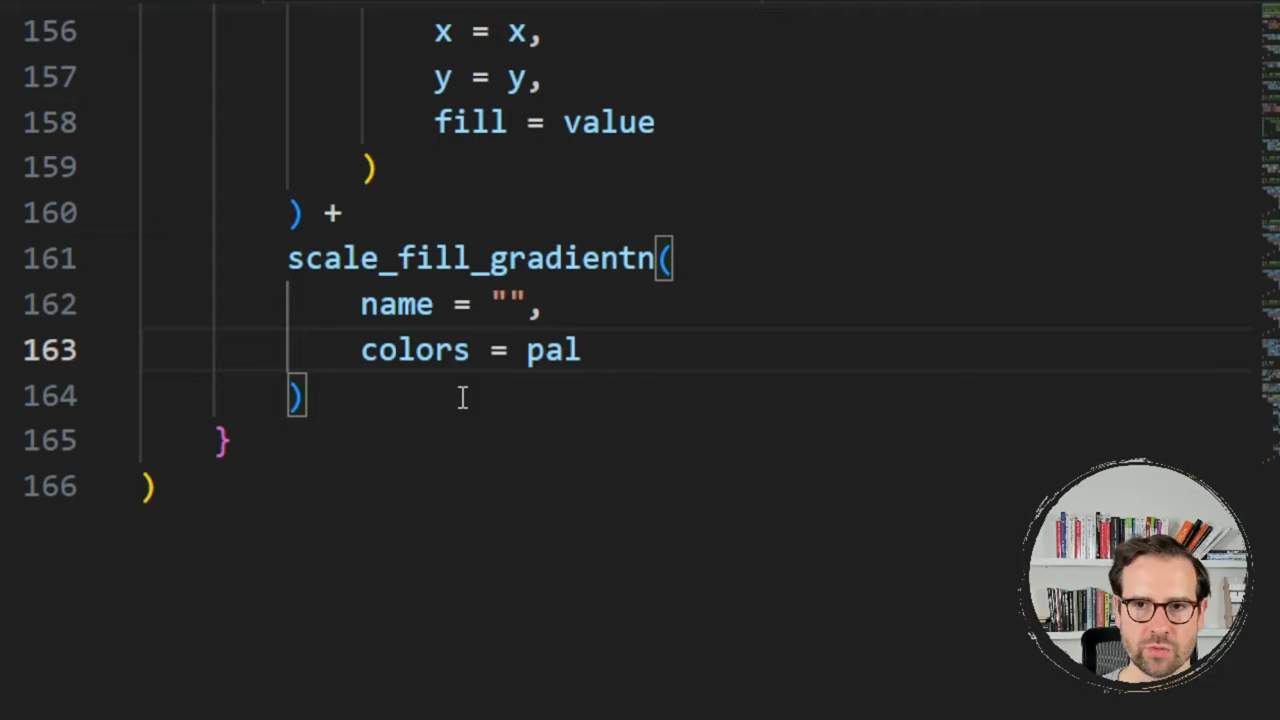 156 x = x,
157 y = y,
158 fill = value
159 )
160 ) +
161 scale_fill_gradientn(
162 name = "",
163 colors = pal
164 )
165 }
166 )